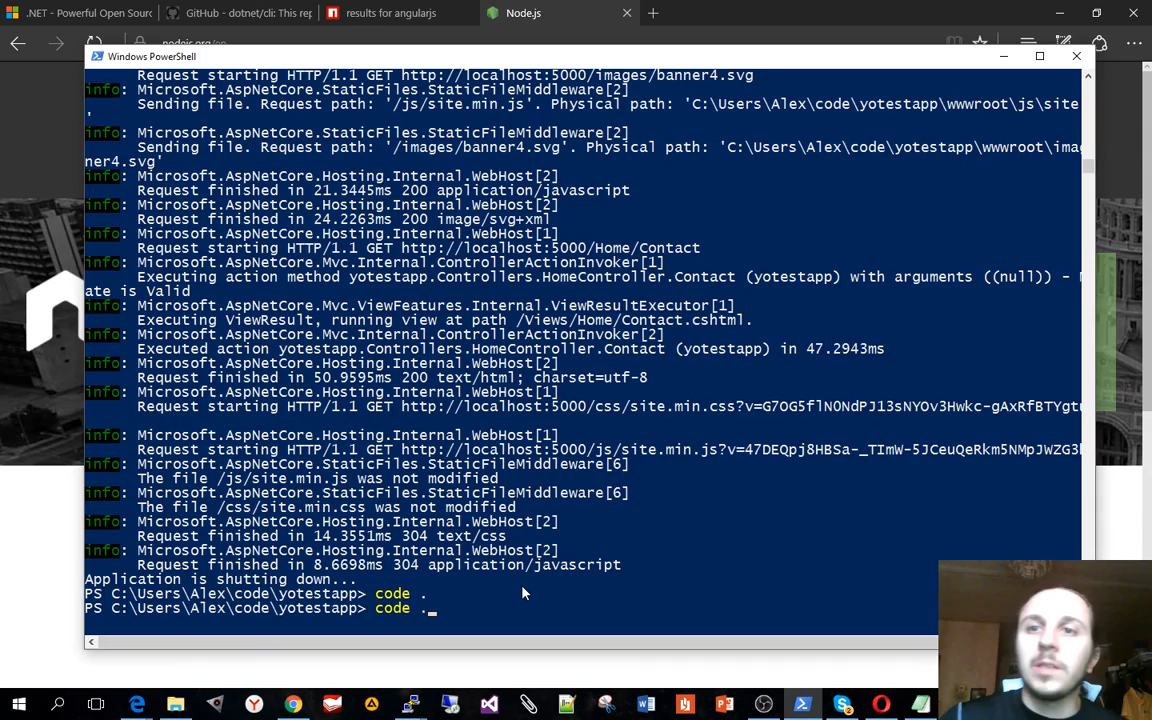 .NET - Powerful Open Sourc
GitHub - dotnet/cli: This rep
results for angularjs
Node.js
Windows PowerShell
Request starting HTTP/1.1 GET http://localhost:5000/images/banner4.svg
info: Microsoft.AspNetCore.StaticFiles.StaticFileMiddleware[2]
Sending file. Request path: '/js/site.min.js'. Physical path: 'C:\Users\Alex\code\yotestapp\wwwroot\js\site
'
info: Microsoft.AspNetCore.StaticFiles.StaticFileMiddleware[2]
Sending file. Request path: '/images/banner4.svg'. Physical path: 'C:\Users\Alex\code\yotestapp\wwwroot\ima
ner4.svg'
info: Microsoft.AspNetCore.Hosting.Internal.WebHost[2]
Request finished in 21.3445ms 200 application/javascript
info: Microsoft.AspNetCore.Hosting.Internal.WebHost[2]
Request finished in 24.2263ms 200 image/svg+xml
info: Microsoft.AspNetCore.Hosting.Internal.WebHost[1]
Request starting HTTP/1.1 GET http://localhost:5000/Home/Contact
info: Microsoft.AspNetCore.Mvc.Internal.ControllerActionInvoker[1]
Executing action method yotestapp.Controllers.HomeController.Contact (yotestapp) with arguments ((null)) - M
ate is Valid
info: Microsoft.AspNetCore.Mvc.ViewFeatures.Internal.ViewResultExecutor[1]
Executing ViewResult, running view at path /Views/Home/Contact.cshtml.
info: Microsoft.AspNetCore.Mvc.Internal.ControllerActionInvoker[2]
Executed action yotestapp.Controllers.HomeController.Contact (yotestapp) in 47.2943ms
info: Microsoft.AspNetCore.Hosting.Internal.WebHost[2]
Request finished in 50.9595ms 200 text/html; charset=utf-8
info: Microsoft.AspNetCore.Hosting.Internal.WebHost[1]
Request starting HTTP/1.1 GET http://localhost:5000/css/site.min.css?v=G7OG5flN0NdPJ13sNYOv3Hwkc-gAxRfBTYgtu
info: Microsoft.AspNetCore.Hosting.Internal.WebHost[1]
Request starting HTTP/1.1 GET http://localhost:5000/js/site.min.js?v=47DEQpj8HBSa-_TImW-5JCeuQeRkm5NMpJWZG3h
info: Microsoft.AspNetCore.StaticFiles.StaticFileMiddleware[6]
The file /js/site.min.js was not modified
info: Microsoft.AspNetCore.StaticFiles.StaticFileMiddleware[6]
The file /css/site.min.css was not modified
info: Microsoft.AspNetCore.Hosting.Internal.WebHost[2]
Request finished in 14.3551ms 304 text/css
info: Microsoft.AspNetCore.Hosting.Internal.WebHost[2]
Request finished in 8.6698ms 304 application/javascript
Application is shutting down...
PS C:\Users\Alex\code\yotestapp> code .
PS C:\Users\Alex\code\yotestapp> code ._